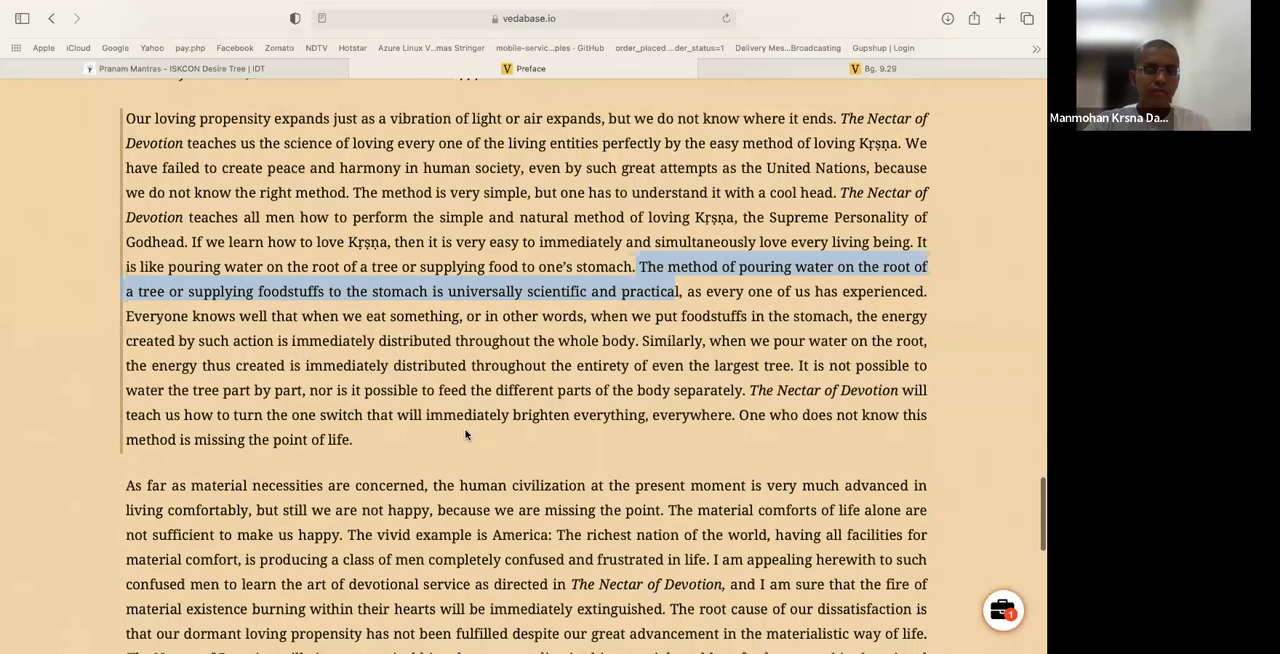 vedabase.io
Apple iCloud Google Yahoo pay.php Facebook Zomato NDTV Hotstar Azure Linux V...mas Stringer mobile-servic...ples · GitHub order_placed....der_status=1 Delivery Mes...Broadcasting Gupshup | Login
Pranam Mantras - ISKCON Desire Tree | IDT
Preface
Bg. 9.29
Manmohan Krsna Da...
Our loving propensity expands just as a vibration of light or air expands, but we do not know where it ends. The Nectar of
Devotion teaches us the science of loving every one of the living entities perfectly by the easy method of loving Kṛṣṇa. We
have failed to create peace and harmony in human society, even by such great attempts as the United Nations, because
we do not know the right method. The method is very simple, but one has to understand it with a cool head. The Nectar of
Devotion teaches all men how to perform the simple and natural method of loving Kṛṣṇa, the Supreme Personality of
Godhead. If we learn how to love Kṛṣṇa, then it is very easy to immediately and simultaneously love every living being. It
is like pouring water on the root of a tree or supplying food to one’s stomach. The method of pouring water on the root of
a tree or supplying foodstuffs to the stomach is universally scientific and practical, as every one of us has experienced.
Everyone knows well that when we eat something, or in other words, when we put foodstuffs in the stomach, the energy
created by such action is immediately distributed throughout the whole body. Similarly, when we pour water on the root,
the energy thus created is immediately distributed throughout the entirety of even the largest tree. It is not possible to
water the tree part by part, nor is it possible to feed the different parts of the body separately. The Nectar of Devotion will
teach us how to turn the one switch that will immediately brighten everything, everywhere. One who does not know this
method is missing the point of life.
As far as material necessities are concerned, the human civilization at the present moment is very much advanced in
living comfortably, but still we are not happy, because we are missing the point. The material comforts of life alone are
not sufficient to make us happy. The vivid example is America: The richest nation of the world, having all facilities for
material comfort, is producing a class of men completely confused and frustrated in life. I am appealing herewith to such
confused men to learn the art of devotional service as directed in The Nectar of Devotion, and I am sure that the fire of
material existence burning within their hearts will be immediately extinguished. The root cause of our dissatisfaction is
that our dormant loving propensity has not been fulfilled despite our great advancement in the materialistic way of life.
1